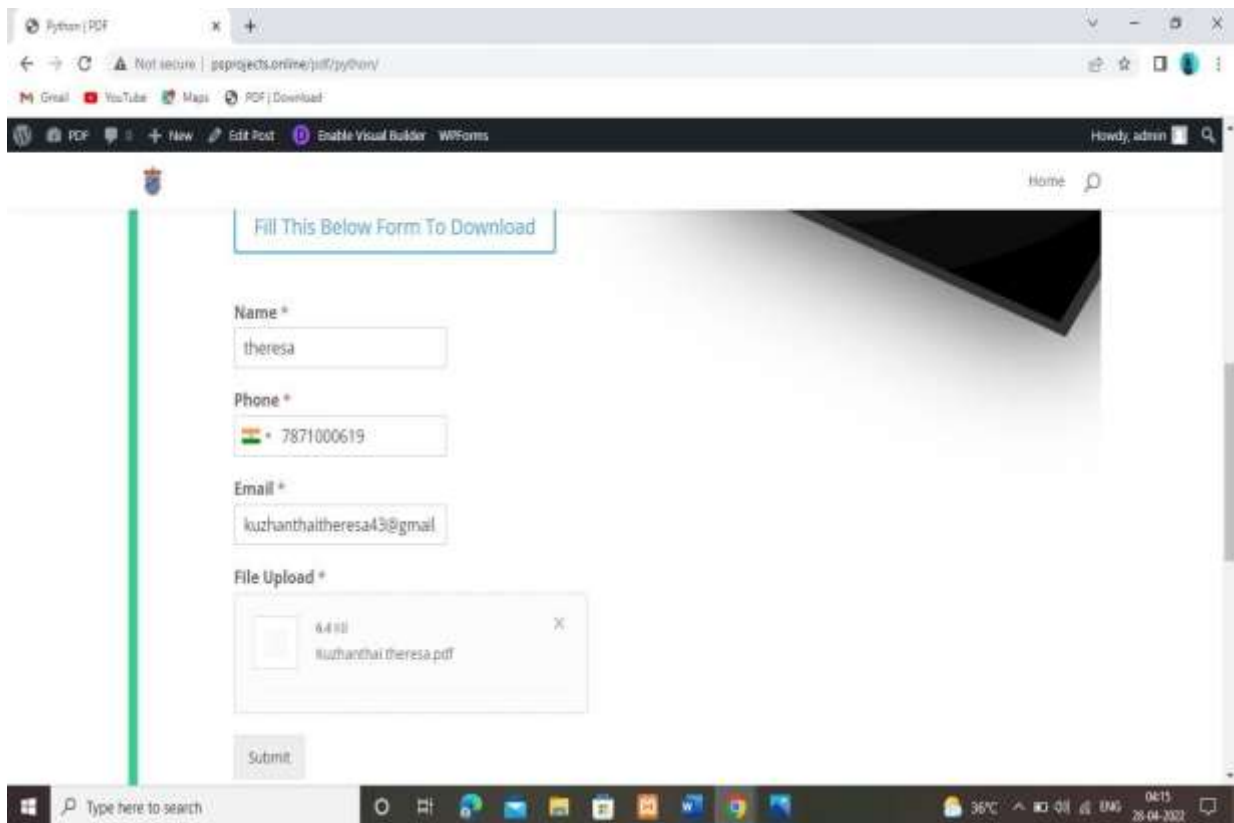 Python | PDF
Not secure | psprojects.online/pdf/python/
Gmail YouTube Maps PDF | Download
PDF + New Edit Post Enable Visual Builder WPForms Howdy, admin
Home
Fill This Below Form To Download
Name *
theresa
Phone *
7871000619
Email *
kuzhanthaitheresa43@gmail
File Upload *
kuzhanthai theresa.pdf
Submit
Type here to search
36°C ENG 04:15
28-04-2022